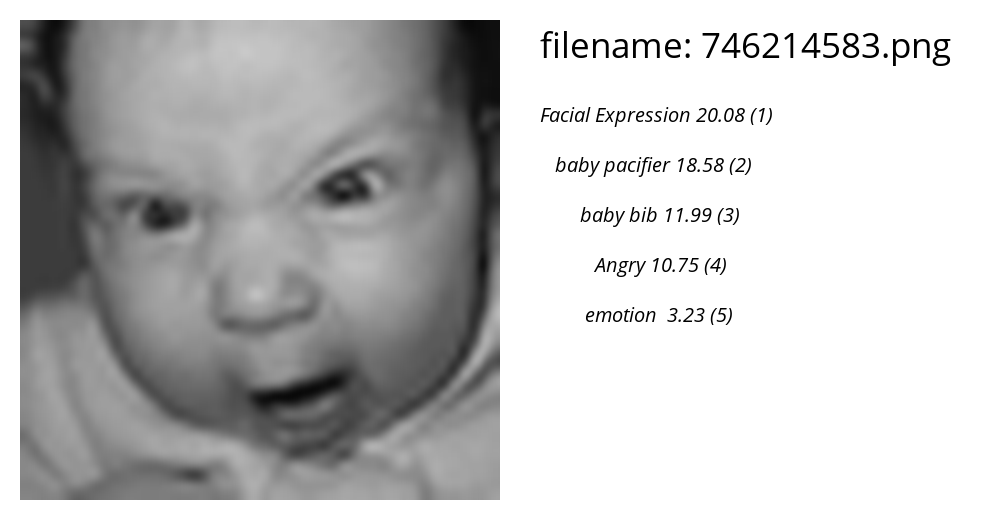 filename: 746214583.png
Facial Expression 20.08 (1)
baby pacifier 18.58 (2)
baby bib 11.99 (3)
Angry 10.75 (4)
emotion  3.23 (5)